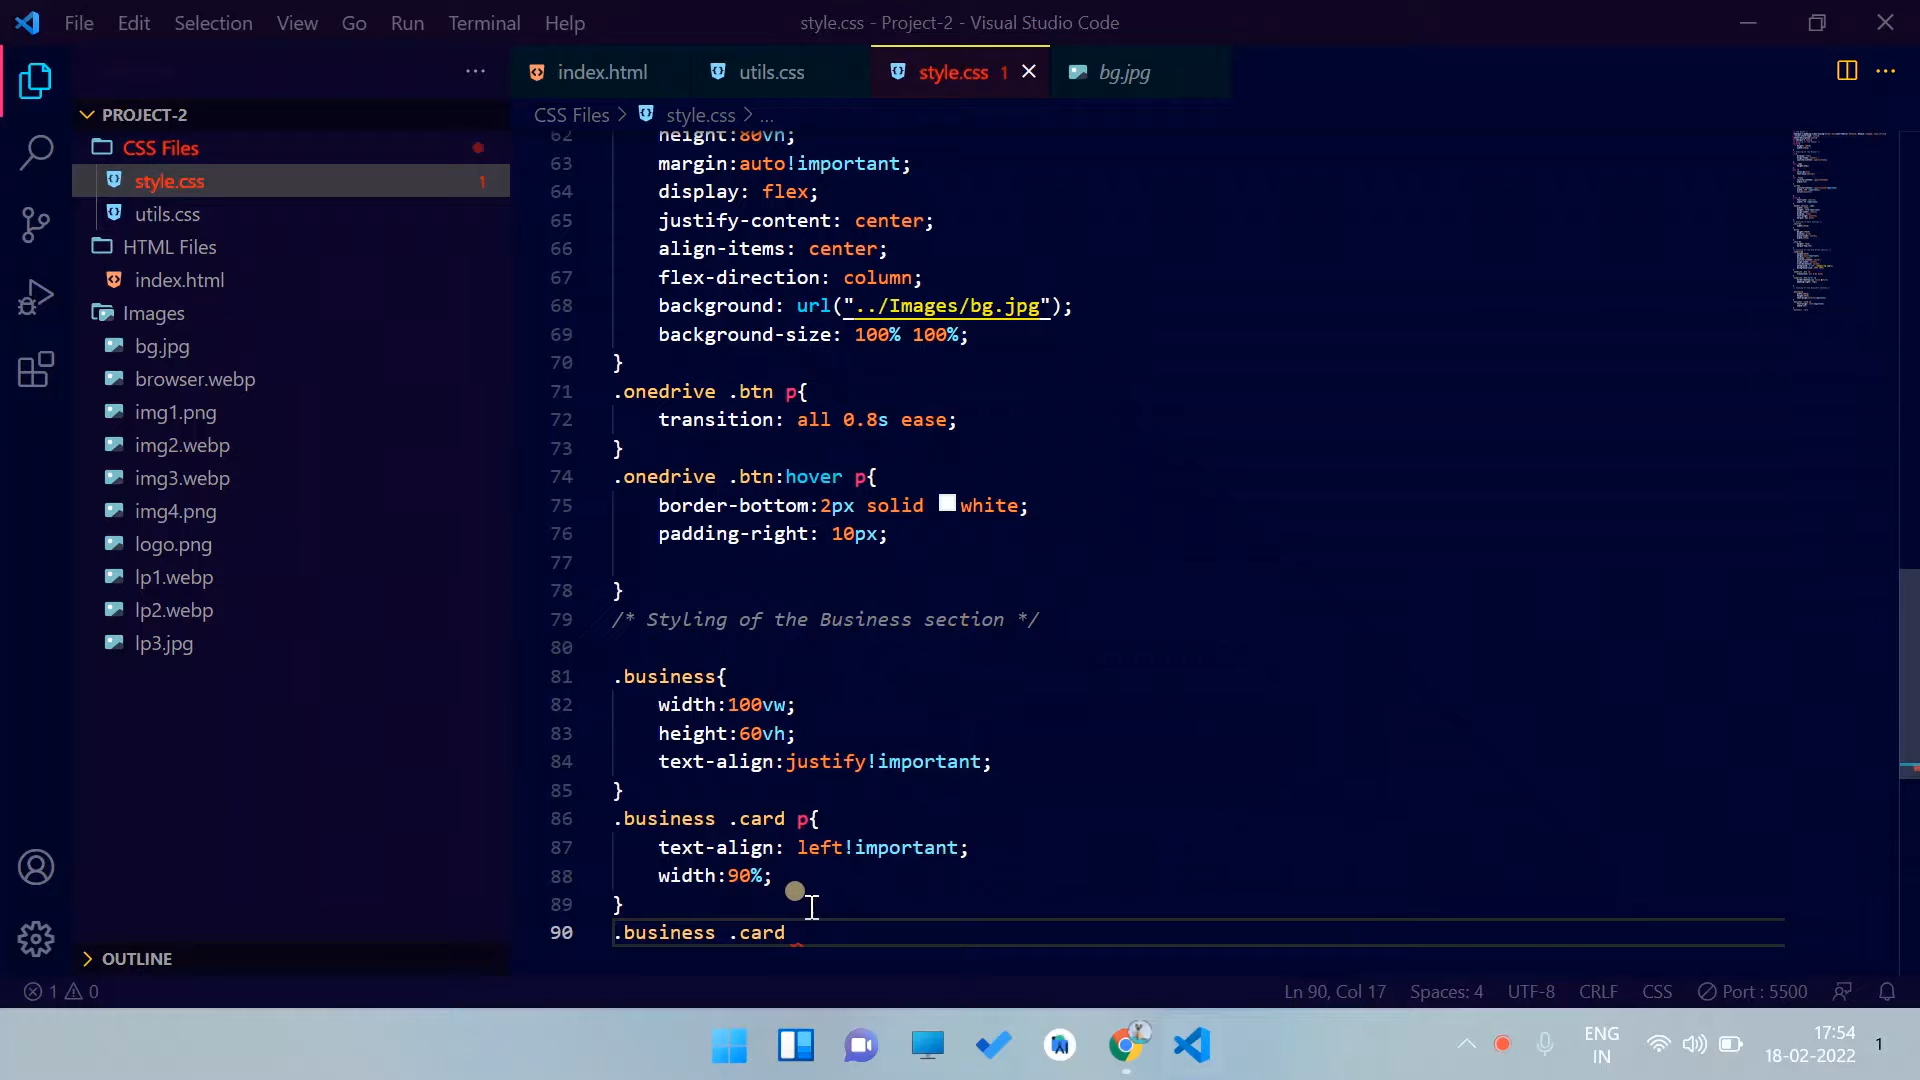 File Edit Selection View Go Run Terminal Help
style.css - Project-2 - Visual Studio Code
index.html
utils.css
style.css 1
bg.jpg
CSS Files > style.css > ...
PROJECT-2
CSS Files
style.css 1
utils.css
HTML Files
index.html
Images
bg.jpg
browser.webp
img1.png
img2.webp
img3.webp
img4.png
logo.png
lp1.webp
lp2.webp
lp3.jpg
OUTLINE
62 height:80vh;
63 margin:auto!important;
64 display: flex;
65 justify-content: center;
66 align-items: center;
67 flex-direction: column;
68 background: url("../Images/bg.jpg");
69 background-size: 100% 100%;
70 }
71 .onedrive .btn p{
72 transition: all 0.8s ease;
73 }
74 .onedrive .btn:hover p{
75 border-bottom:2px solid white;
76 padding-right: 10px;
77
78 }
79 /* Styling of the Business section */
80
81 .business{
82 width:100vw;
83 height:60vh;
84 text-align:justify!important;
85 }
86 .business .card p{
87 text-align: left!important;
88 width:90%;
89 }
90 .business .card
1 0
Ln 90, Col 17 Spaces: 4 UTF-8 CRLF CSS Port : 5500
ENG
IN
17:54
18-02-2022
1